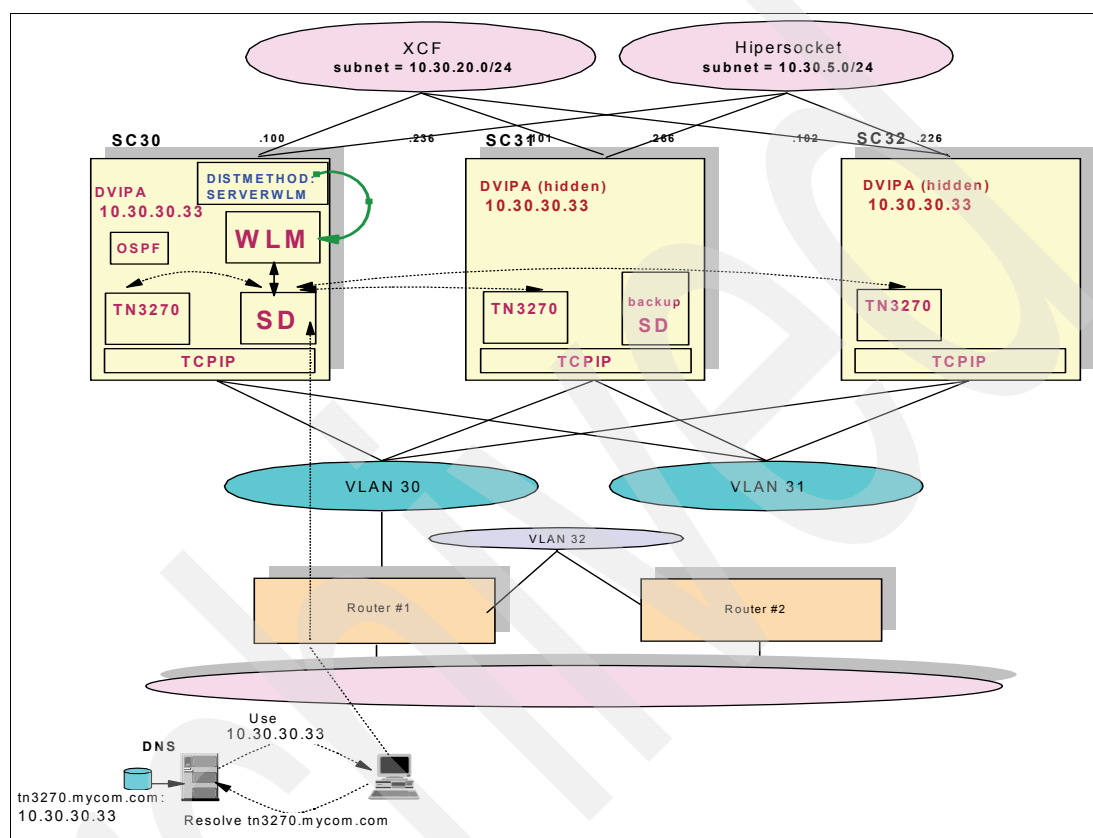 XCF
subnet = 10.30.20.0/24
Hipersocket
subnet = 10.30.5.0/24
SC30
.100
.236
SC31
.101
.266
.102
SC32
.226
DISTMETHOD:
SERVERWLM
DVIPA
10.30.30.33
WLM
OSPF
TN3270
SD
TCPIP
DVIPA (hidden)
10.30.30.33
TN3270
backup
SD
TCPIP
DVIPA (hidden)
10.30.30.33
TN3270
TCPIP
VLAN 30
VLAN 31
VLAN 32
Router #1
Router #2
Use
10.30.30.33
DNS
tn3270.mycom.com:
10.30.30.33
Resolve tn3270.mycom.com